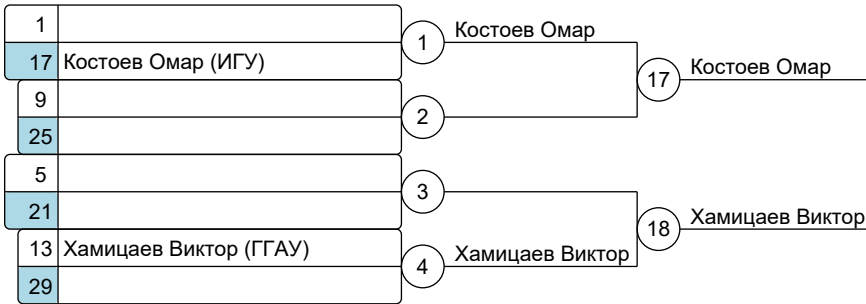 1
17 Костоев Омар (ИГУ)
9
25
5
21
13 Хамицаев Виктор (ГГАУ)
29
1 Костоев Омар
2
3
4 Хамицаев Виктор
17 Костоев Омар
18 Хамицаев Виктор